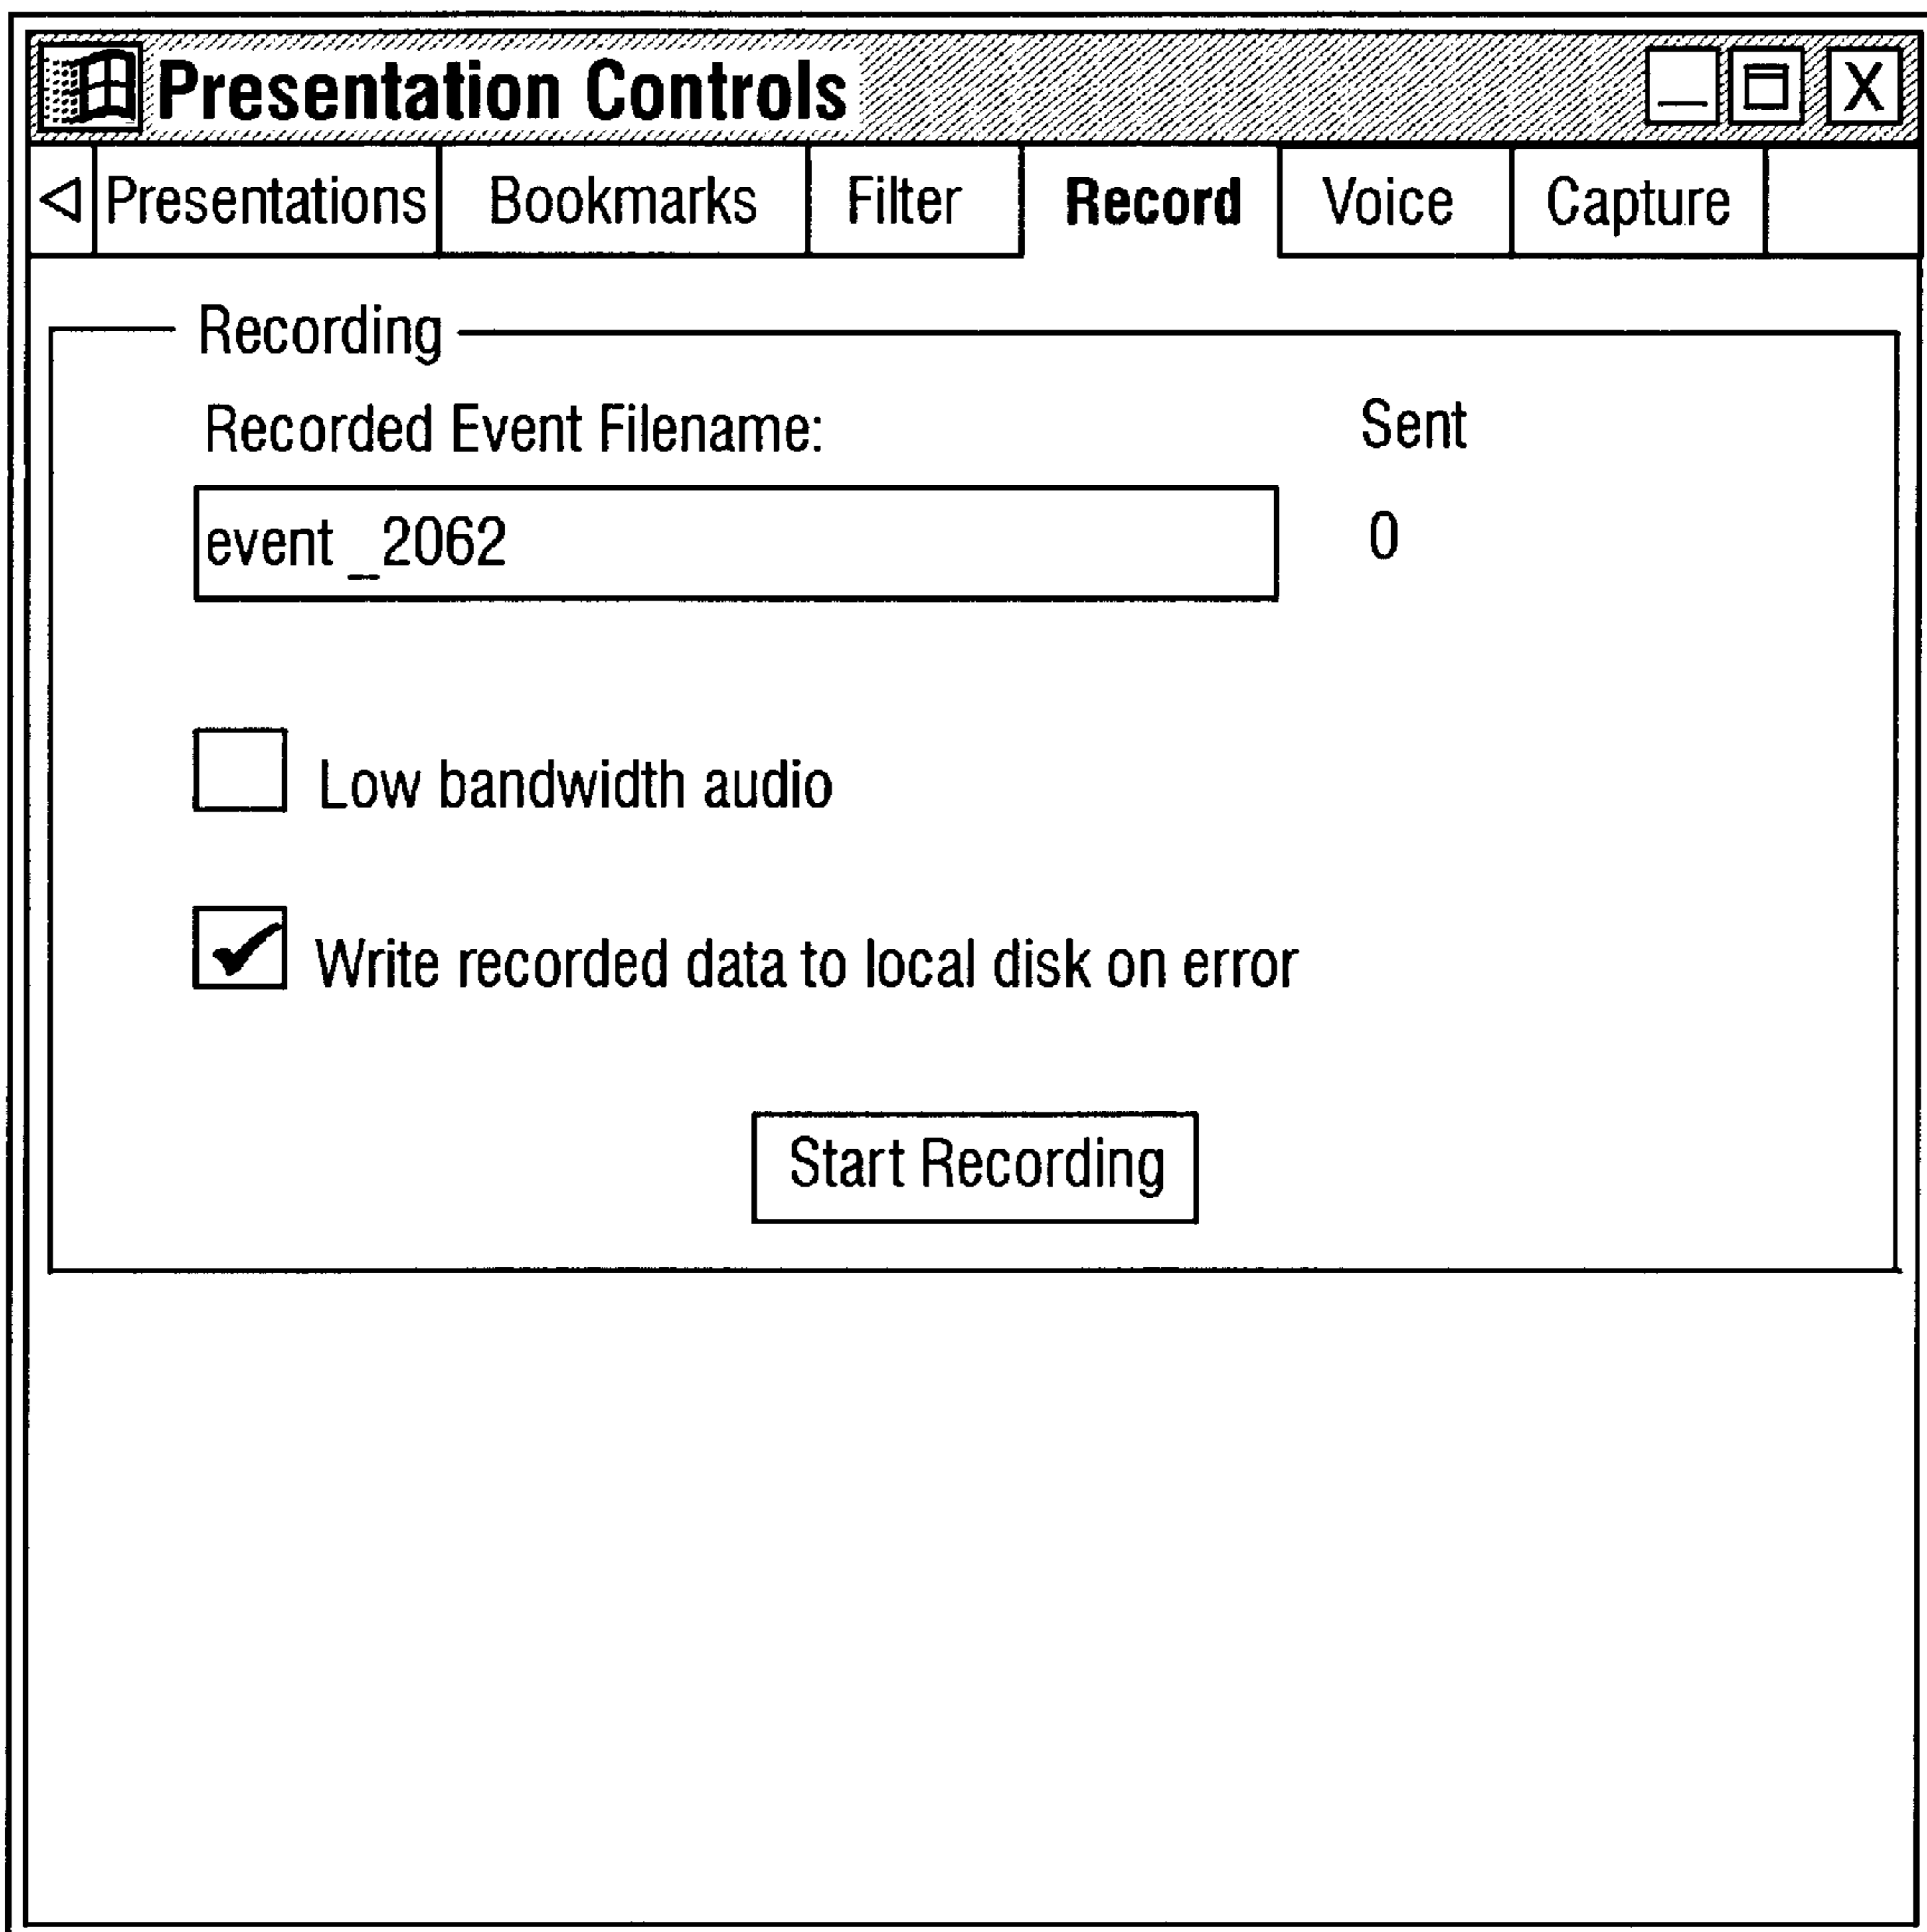 Presentation Controls
Presentations Bookmarks Filter Record Voice Capture
Recording
Recorded Event Filename: Sent
event _2062 0
Low bandwidth audio
Write recorded data to local disk on error
Start Recording